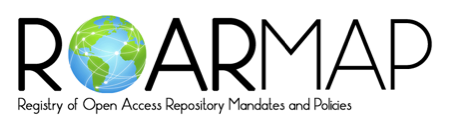 ROARMAP
Registry of Open Access Repository Mandates and Policies